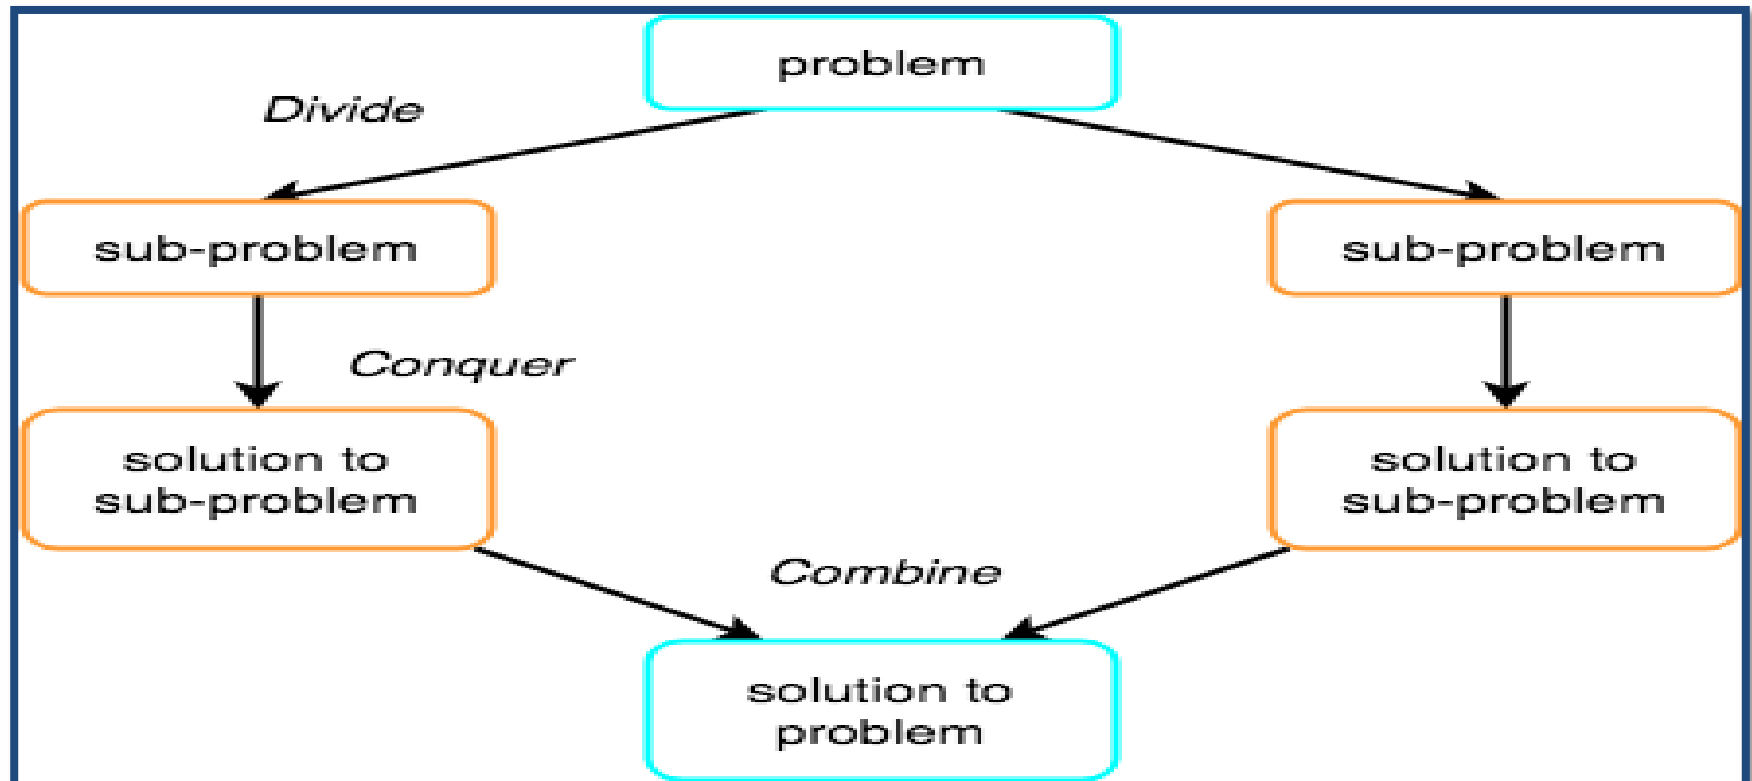 problem
Divide
sub-problem
sub-problem
Conquer
solution to
sub-problem
solution to
sub-problem
Combine
solution to
problem